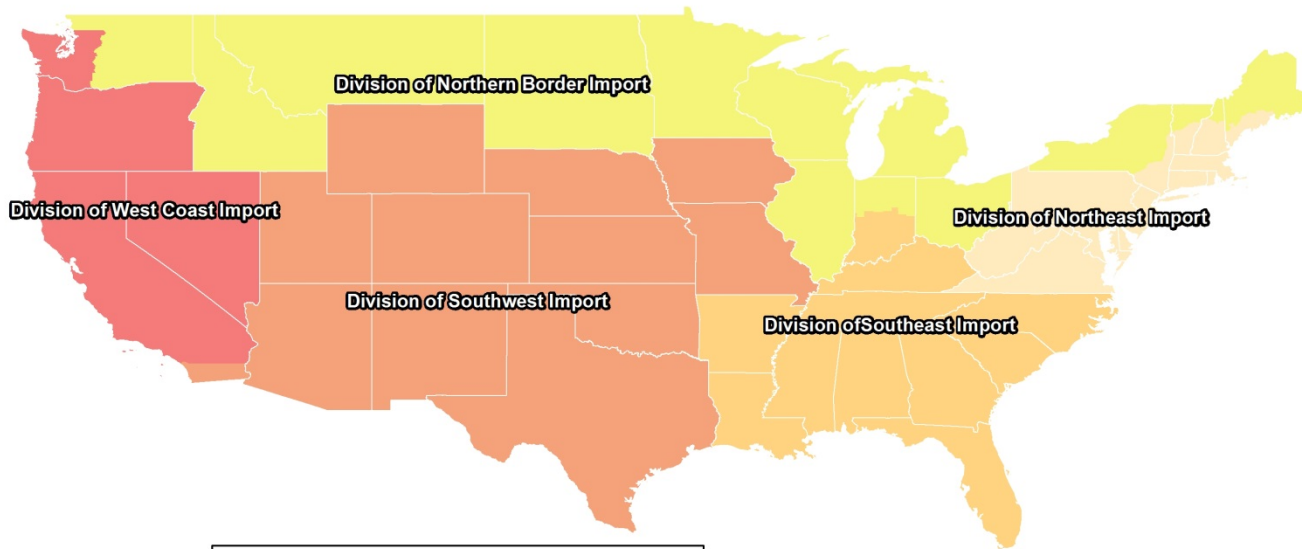 Division of Northern Border Import
Division of West Coast Import
Division of Northeast Import
Division of Southwest Import
Division ofSoutheast Import